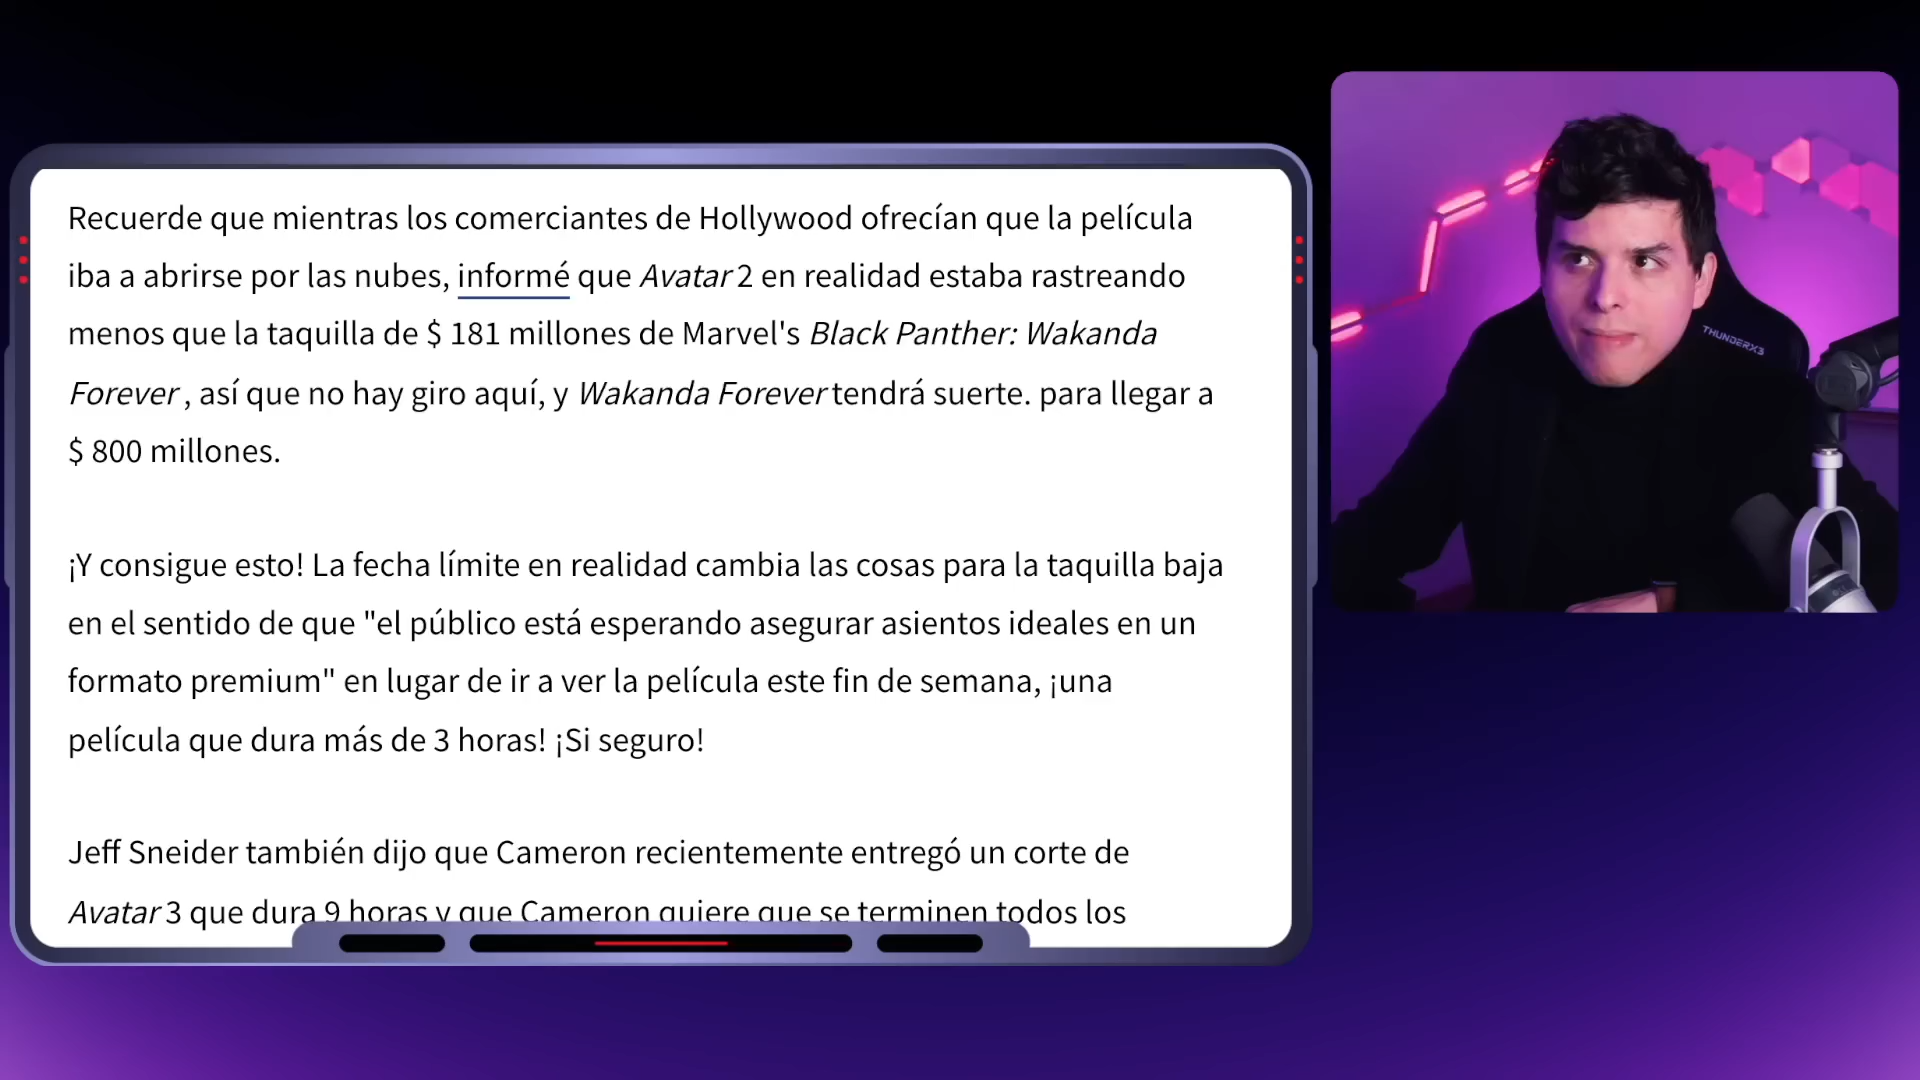 Recuerde que mientras los comerciantes de Hollywood ofrecían que la película
iba a abrirse por las nubes, informé que Avatar 2 en realidad estaba rastreando
menos que la taquilla de $ 181 millones de Marvel's Black Panther: Wakanda
Forever , así que no hay giro aquí, y Wakanda Forever tendrá suerte. para llegar a
$ 800 millones.
¡Y consigue esto! La fecha límite en realidad cambia las cosas para la taquilla baja
en el sentido de que "el público está esperando asegurar asientos ideales en un
formato premium" en lugar de ir a ver la película este fin de semana, ¡una
película que dura más de 3 horas! ¡Si seguro!
Jeff Sneider también dijo que Cameron recientemente entregó un corte de
Avatar 3 que dura 9 horas y que Cameron quiere que se terminen todos los
THUNDERX3